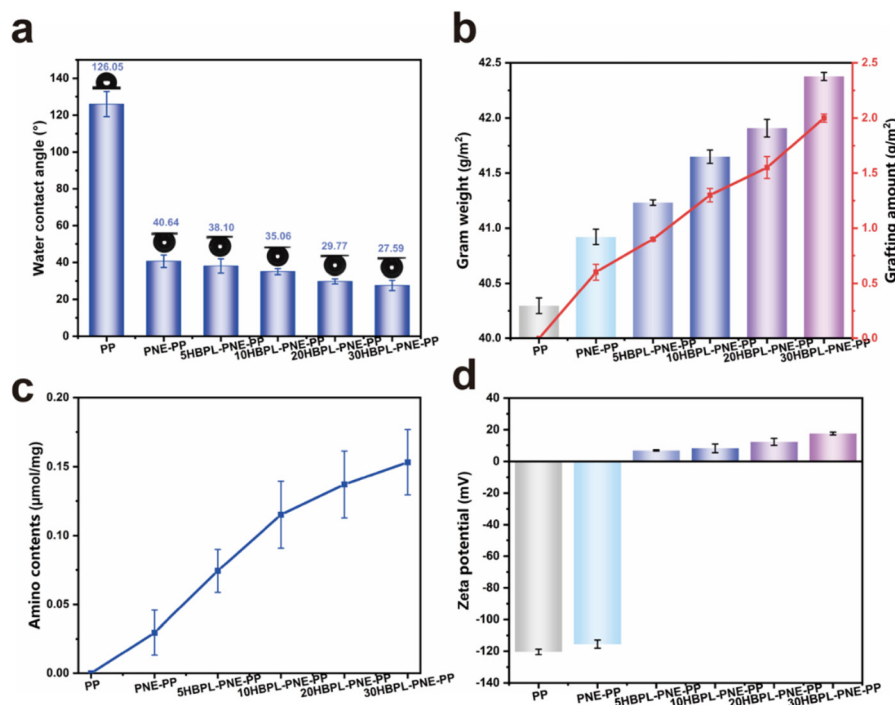 a
Water contact angle (°)
140
120
100
80
60
40
20
0
126.05
40.64
38.10
35.06
29.77
27.59
PP
PNE-PP
5HBPL-PNE-PP
10HBPL-PNE-PP
20HBPL-PNE-PP
30HBPL-PNE-PP
b
Gram weight (g/m²)
42.5
42.0
41.5
41.0
40.5
40.0
Grafting amount (g/m²)
2.5
2.0
1.5
1.0
0.5
0.0
PP
PNE-PP
5HBPL-PNE-PP
10HBPL-PNE-PP
20HBPL-PNE-PP
30HBPL-PNE-PP
c
Amino contents (μmol/mg)
0.20
0.15
0.10
0.05
0.00
PP
PNE-PP
5HBPL-PNE-PP
10HBPL-PNE-PP
20HBPL-PNE-PP
30HBPL-PNE-PP
d
Zeta potential (mV)
40
20
0
-20
-40
-60
-80
-100
-120
-140
PP
PNE-PP
5HBPL-PNE-PP
10HBPL-PNE-PP
20HBPL-PNE-PP
30HBPL-PNE-PP